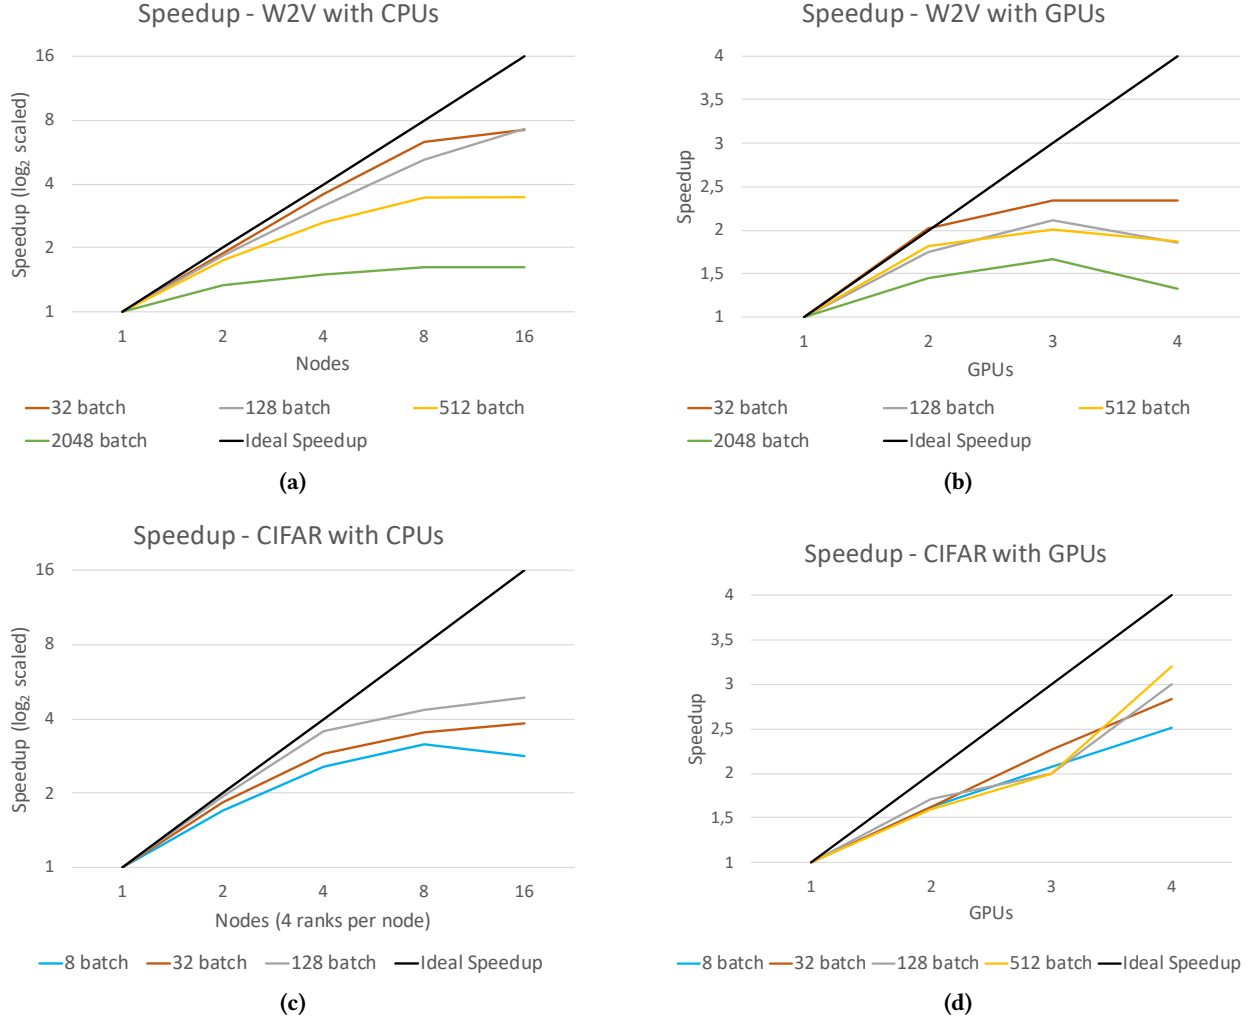 Speedup - W2V with CPUs
16
8
4
2
1
Speedup (log2 scaled)
1 2 4 8 16
Nodes
32 batch 128 batch 512 batch
2048 batch Ideal Speedup
(a)
Speedup - W2V with GPUs
4
3,5
3
2,5
2
1,5
1
Speedup
1 2 3 4
GPUs
32 batch 128 batch 512 batch
2048 batch Ideal Speedup
(b)
Speedup - CIFAR with CPUs
16
8
4
2
1
Speedup (log2 scaled)
1 2 4 8 16
Nodes (4 ranks per node)
8 batch 32 batch 128 batch Ideal Speedup
(c)
Speedup - CIFAR with GPUs
4
3,5
3
2,5
2
1,5
1
Speedup
1 2 3 4
GPUs
8 batch 32 batch 128 batch 512 batch Ideal Speedup
(d)